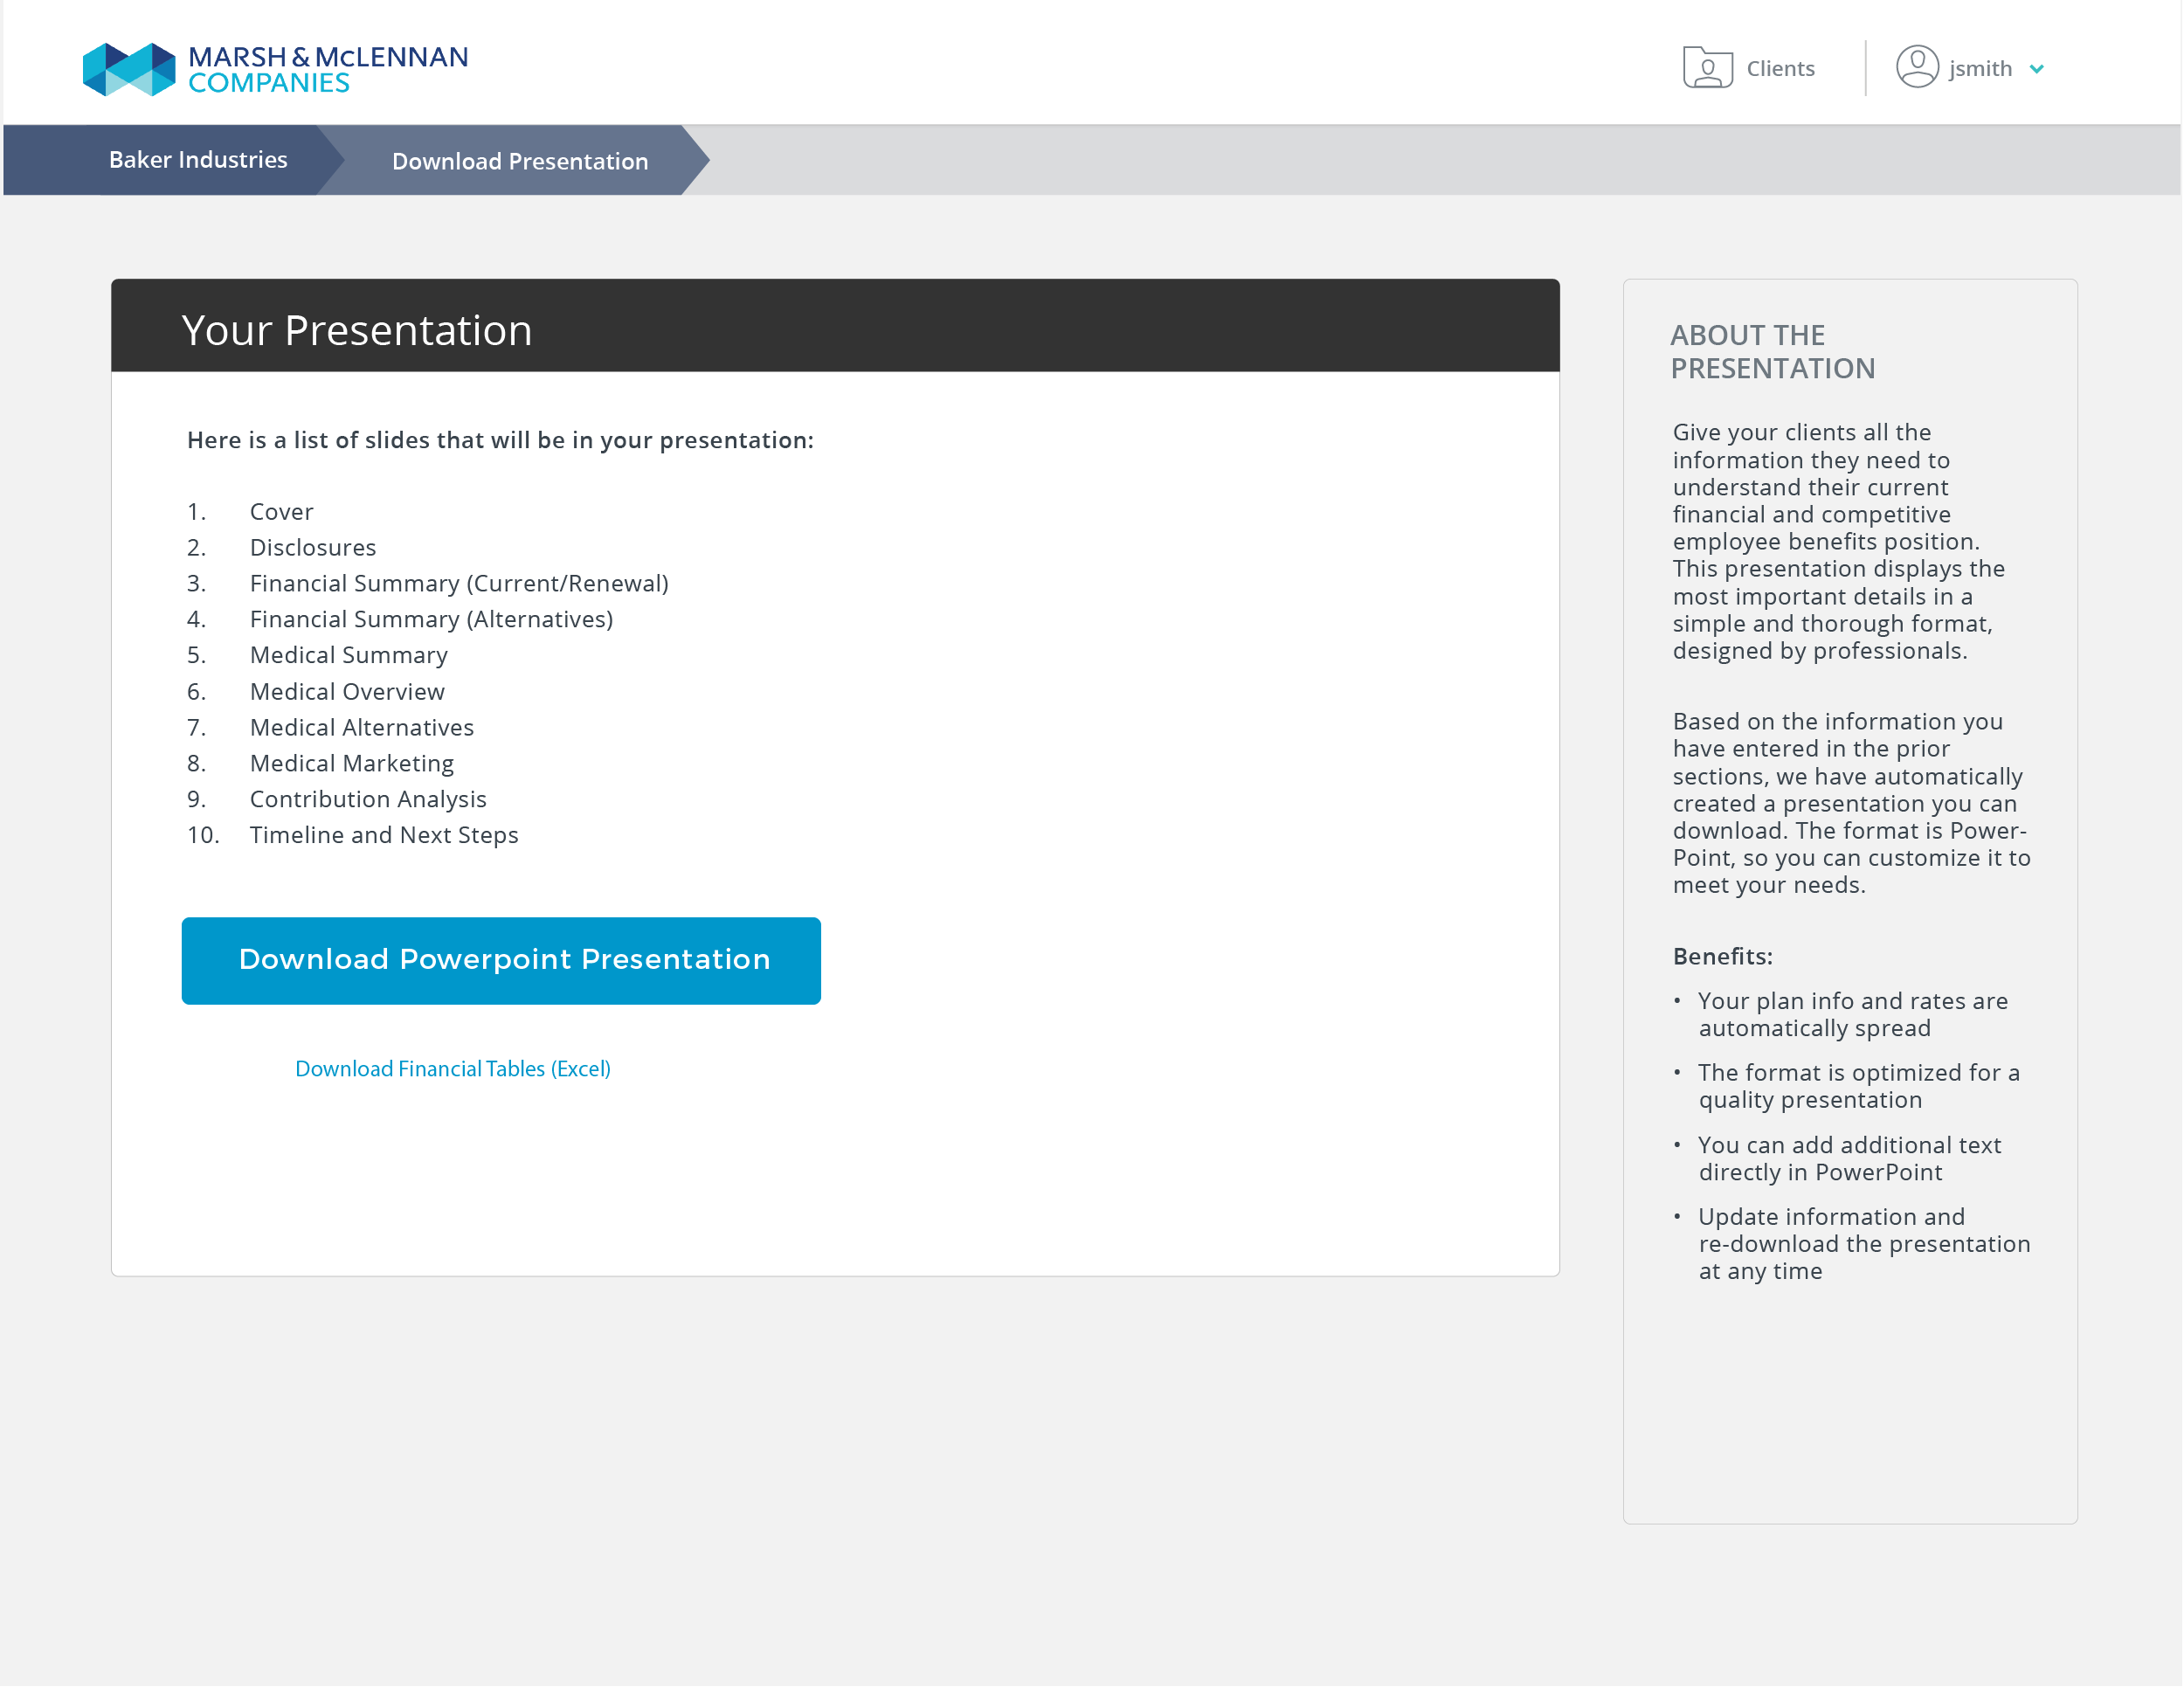 MARSH & McLENNAN
COMPANIES
Clients
jsmith
Baker Industries
Download Presentation
Your Presentation
Here is a list of slides that will be in your presentation:
1. Cover
2. Disclosures
3. Financial Summary (Current/Renewal)
4. Financial Summary (Alternatives)
5. Medical Summary
6. Medical Overview
7. Medical Alternatives
8. Medical Marketing
9. Contribution Analysis
10. Timeline and Next Steps
Download Powerpoint Presentation
Download Financial Tables (Excel)
ABOUT THE
PRESENTATION
Give your clients all the
information they need to
understand their current
financial and competitive
employee benefits position.
This presentation displays the
most important details in a
simple and thorough format,
designed by professionals.
Based on the information you
have entered in the prior
sections, we have automatically
created a presentation you can
download. The format is Power-
Point, so you can customize it to
meet your needs.
Benefits:
• Your plan info and rates are
automatically spread
• The format is optimized for a
quality presentation
• You can add additional text
directly in PowerPoint
• Update information and
re-download the presentation
at any time